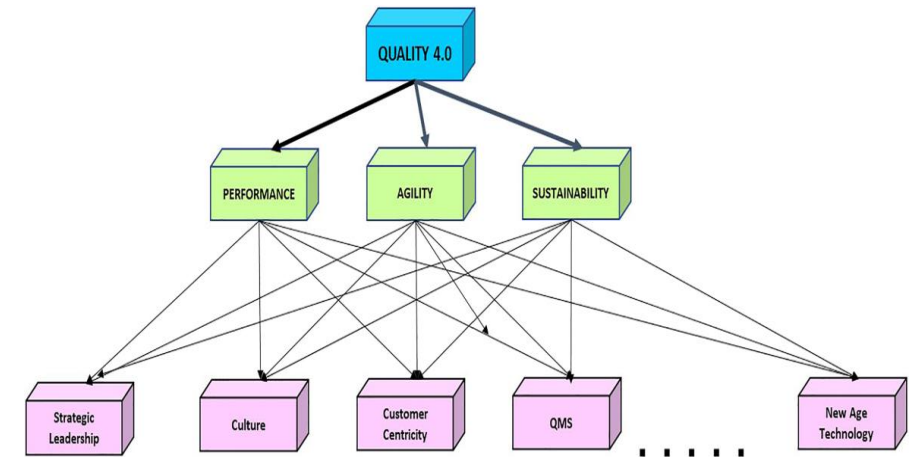 QUALITY 4.0
PERFORMANCE
AGILITY
SUSTAINABILITY
Strategic
Leadership
Culture
Customer
Centricity
QMS
. . . . .
New Age
Technology